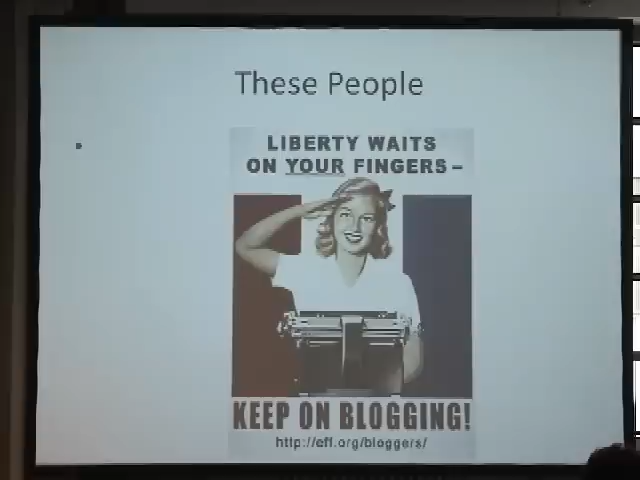 These People
LIBERTY WAITS
ON YOUR FINGERS–
KEEP ON BLOGGING!
http://eff.org/bloggers/